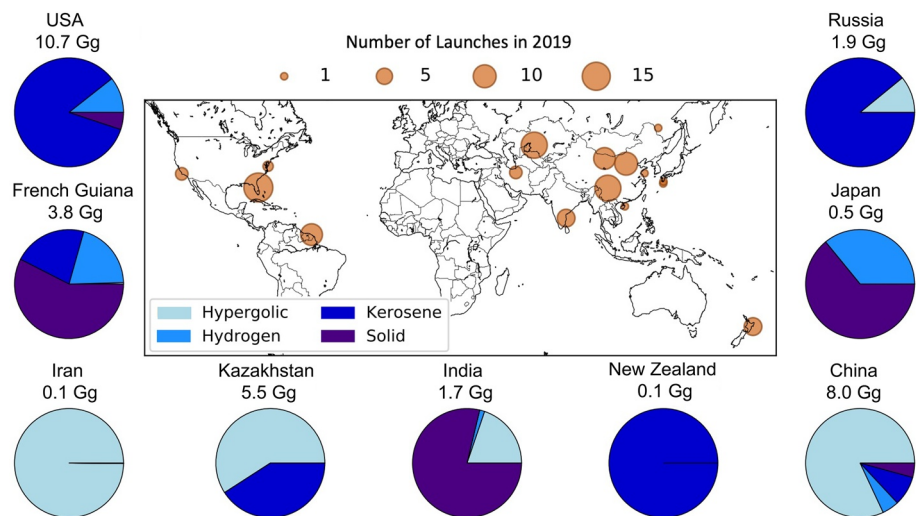 USA
10.7 Gg
Number of Launches in 2019
1 5 10 15
Russia
1.9 Gg
French Guiana
3.8 Gg
Japan
0.5 Gg
Hypergolic
Hydrogen
Kerosene
Solid
Iran
0.1 Gg
Kazakhstan
5.5 Gg
India
1.7 Gg
New Zealand
0.1 Gg
China
8.0 Gg